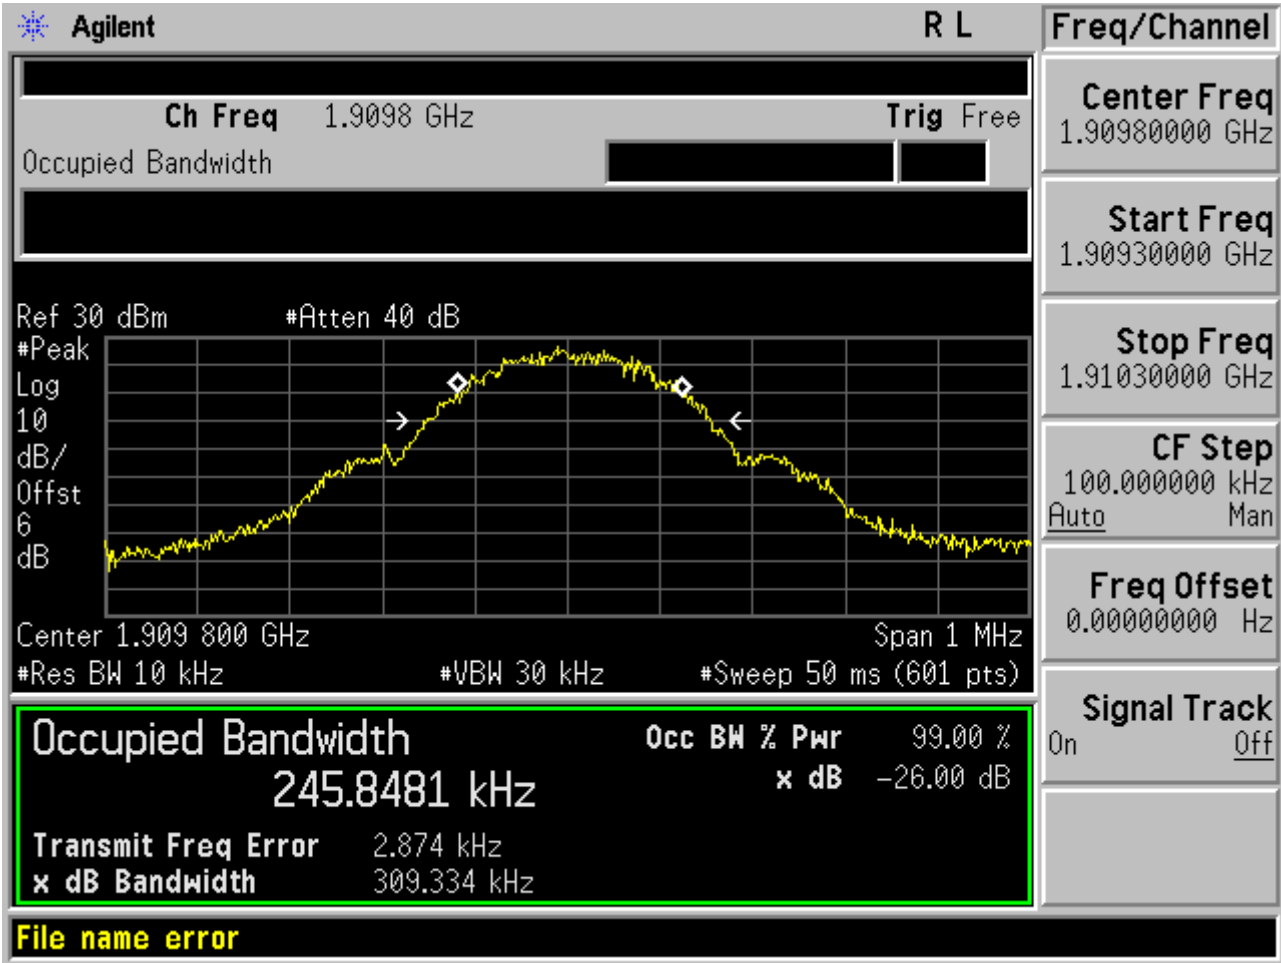 Agilent R L Freq/Channel
Ch Freq 1.9098 GHz Trig Free
Occupied Bandwidth
Center Freq
1.90980000 GHz
Start Freq
1.90930000 GHz
Stop Freq
1.91030000 GHz
CF Step
100.000000 kHz
Auto Man
Freq Offset
0.00000000 Hz
Signal Track
On Off
Ref 30 dBm #Atten 40 dB
#Peak
Log
10
dB/
Offst
6
dB
Center 1.909 800 GHz Span 1 MHz
#Res BW 10 kHz #VBW 30 kHz #Sweep 50 ms (601 pts)
Occupied Bandwidth Occ BW % Pwr 99.00 %
245.8481 kHz x dB -26.00 dB
Transmit Freq Error 2.874 kHz
x dB Bandwidth 309.334 kHz
File name error